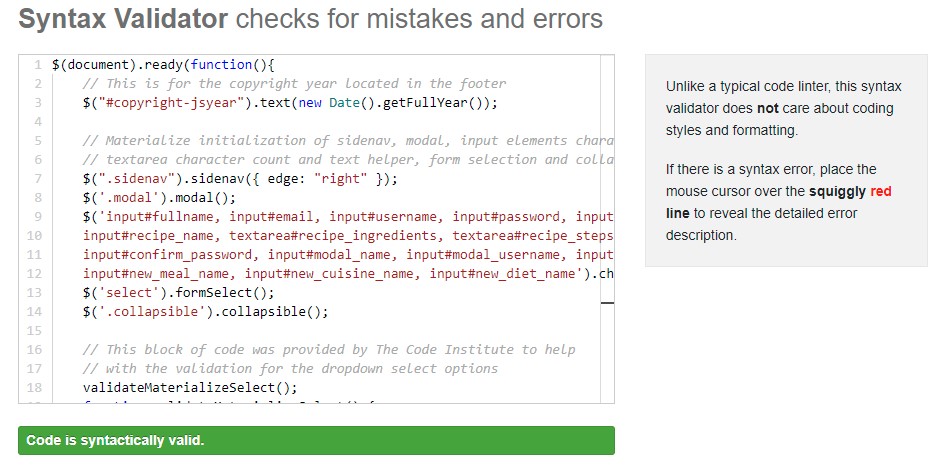 Syntax Validator checks for mistakes and errors
1 $(document).ready(function(){
2 // This is for the copyright year located in the footer
3 $("#copyright-jsyear").text(new Date().getFullYear());
4
5 // Materialize initialization of sidenav, modal, input elements chara
6 // textarea character count and text helper, form selection and colla
7 $(".sidenav").sidenav({ edge: "right" });
8 $('.modal').modal();
9 $('input#fullname, input#email, input#username, input#password, input
10 input#recipe_name, textarea#recipe_ingredients, textarea#recipe_steps
11 input#confirm_password, input#modal_name, input#modal_username, input
12 input#new_meal_name, input#new_cuisine_name, input#new_diet_name').ch
13 $('select').formSelect();
14 $('.collapsible').collapsible();
15
16 // This block of code was provided by The Code Institute to help
17 // with the validation for the dropdown select options
18 validateMaterializeSelect();
Code is syntactically valid.
Unlike a typical code linter, this syntax
validator does not care about coding
styles and formatting.
If there is a syntax error, place the
mouse cursor over the squiggly red
line to reveal the detailed error
description.